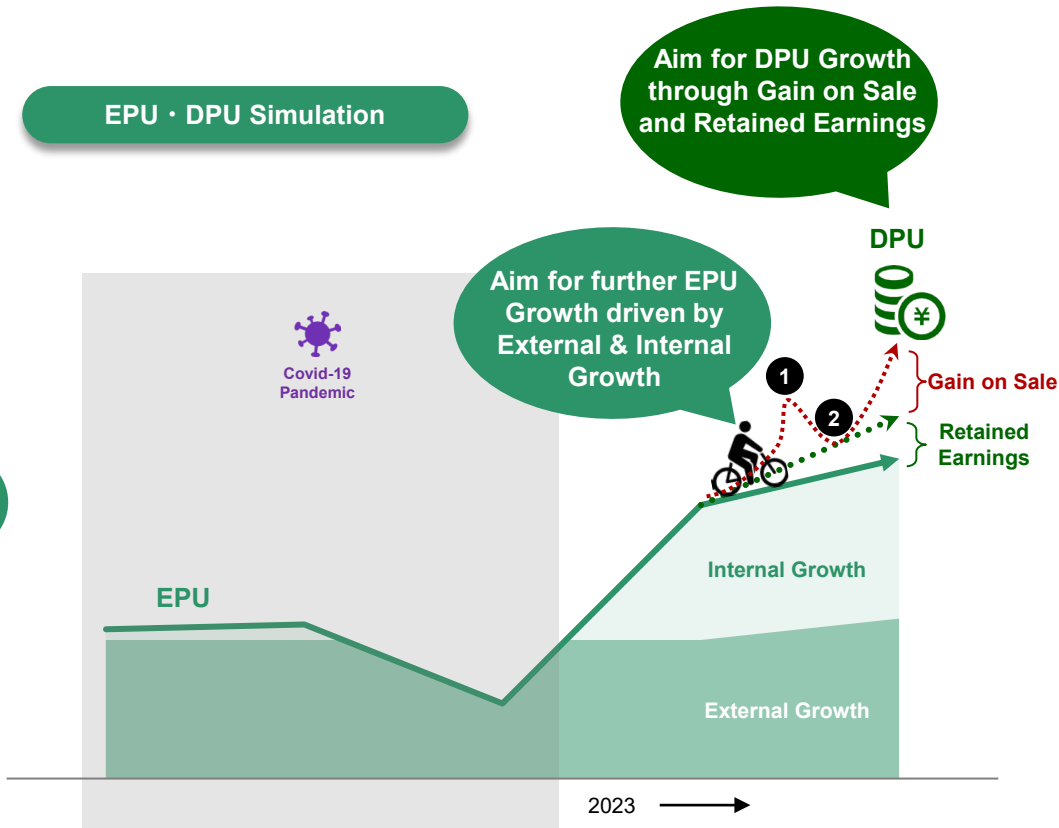 EPU・DPU Simulation
Aim for DPU Growth
through Gain on Sale
and Retained Earnings
DPU
¥
Aim for further EPU
Growth driven by
External & Internal
Growth
Covid-19
Pandemic
1
2
Gain on Sale
Retained
Earnings
Internal Growth
EPU
External Growth
2023